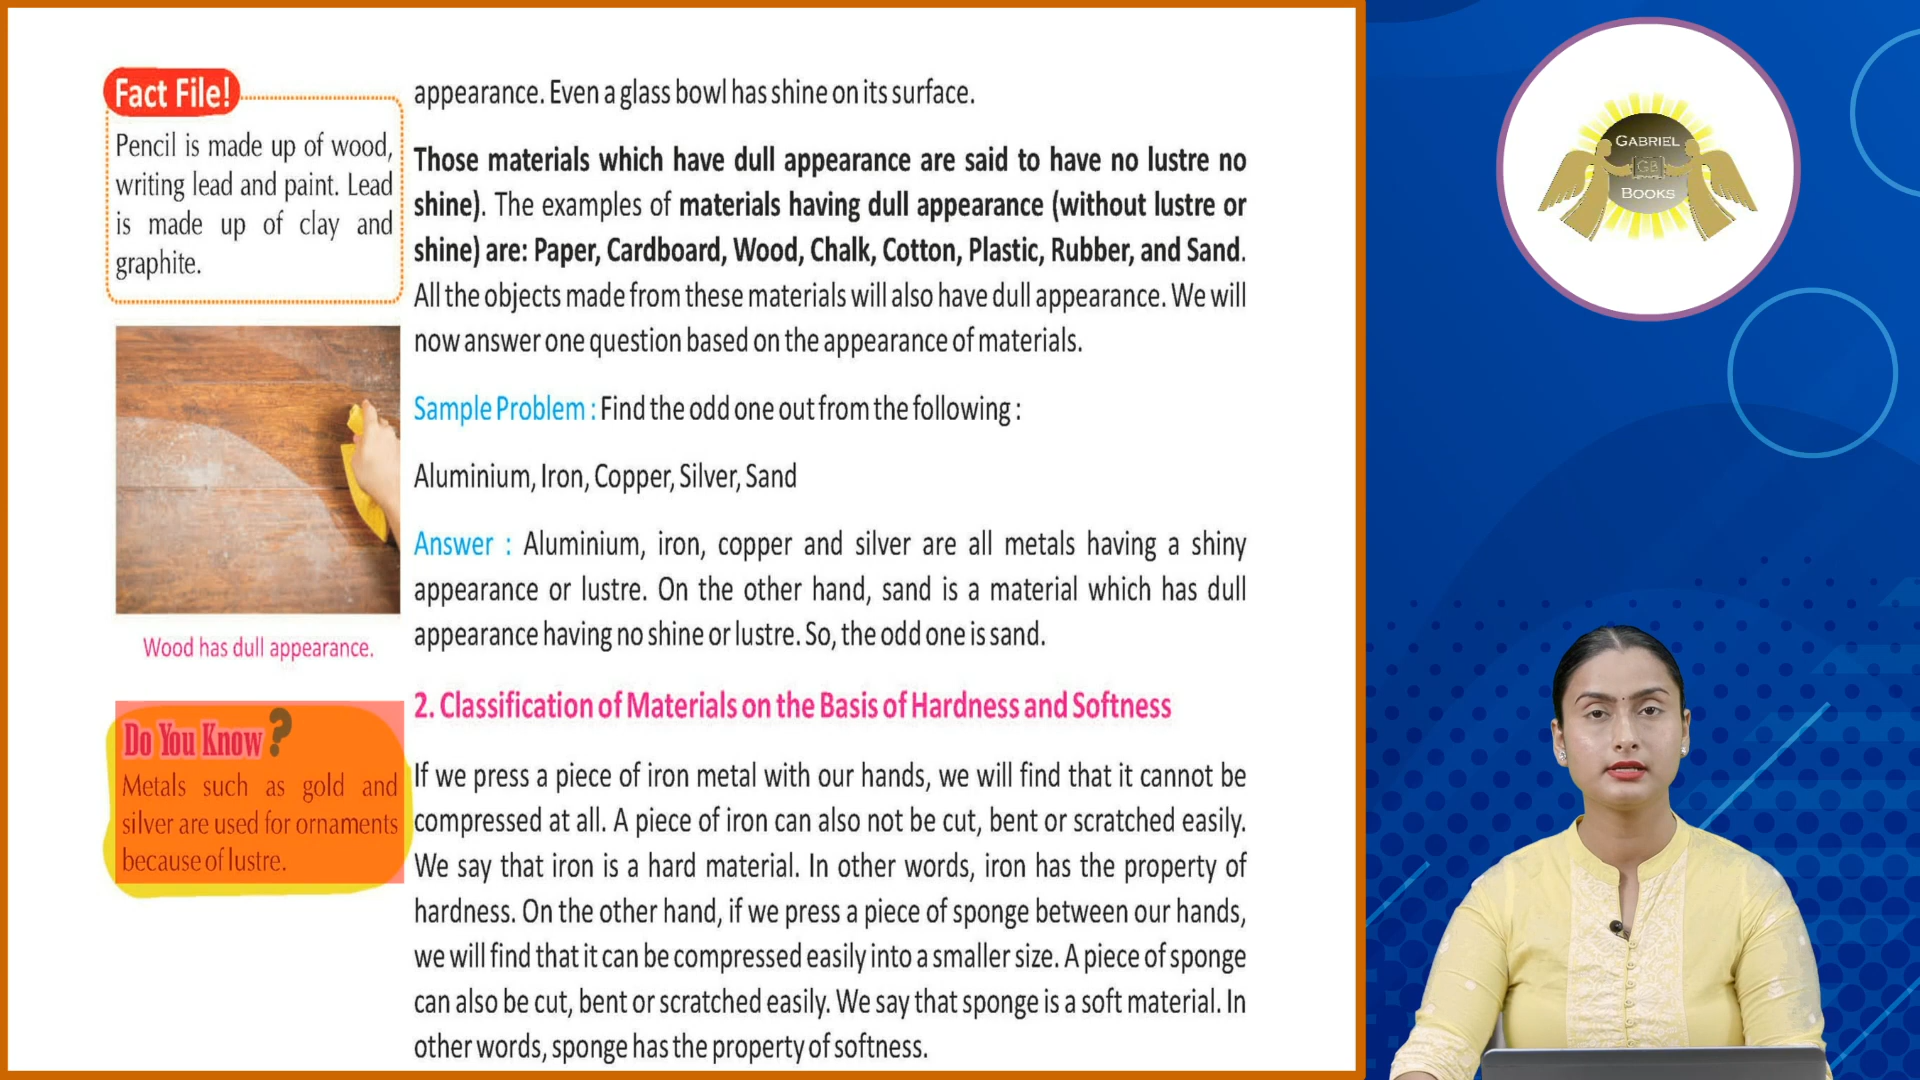 Fact File!
Pencil is made up of wood,
writing lead and paint. Lead
is made up of clay and
graphite.
Wood has dull appearance.
Do You Know ?
Metals such as gold and
silver are used for ornaments
because of lustre.
appearance. Even a glass bowl has shine on its surface.
Those materials which have dull appearance are said to have no lustre no
shine). The examples of materials having dull appearance (without lustre or
shine) are: Paper, Cardboard, Wood, Chalk, Cotton, Plastic, Rubber, and Sand.
All the objects made from these materials will also have dull appearance. We will
now answer one question based on the appearance of materials.
Sample Problem : Find the odd one out from the following :
Aluminium, Iron, Copper, Silver, Sand
Answer : Aluminium, iron, copper and silver are all metals having a shiny
appearance or lustre. On the other hand, sand is a material which has dull
appearance having no shine or lustre. So, the odd one is sand.
2. Classification of Materials on the Basis of Hardness and Softness
If we press a piece of iron metal with our hands, we will find that it cannot be
compressed at all. A piece of iron can also not be cut, bent or scratched easily.
We say that iron is a hard material. In other words, iron has the property of
hardness. On the other hand, if we press a piece of sponge between our hands,
we will find that it can be compressed easily into a smaller size. A piece of sponge
can also be cut, bent or scratched easily. We say that sponge is a soft material. In
other words, sponge has the property of softness.
GABRIEL
GB
BOOKS